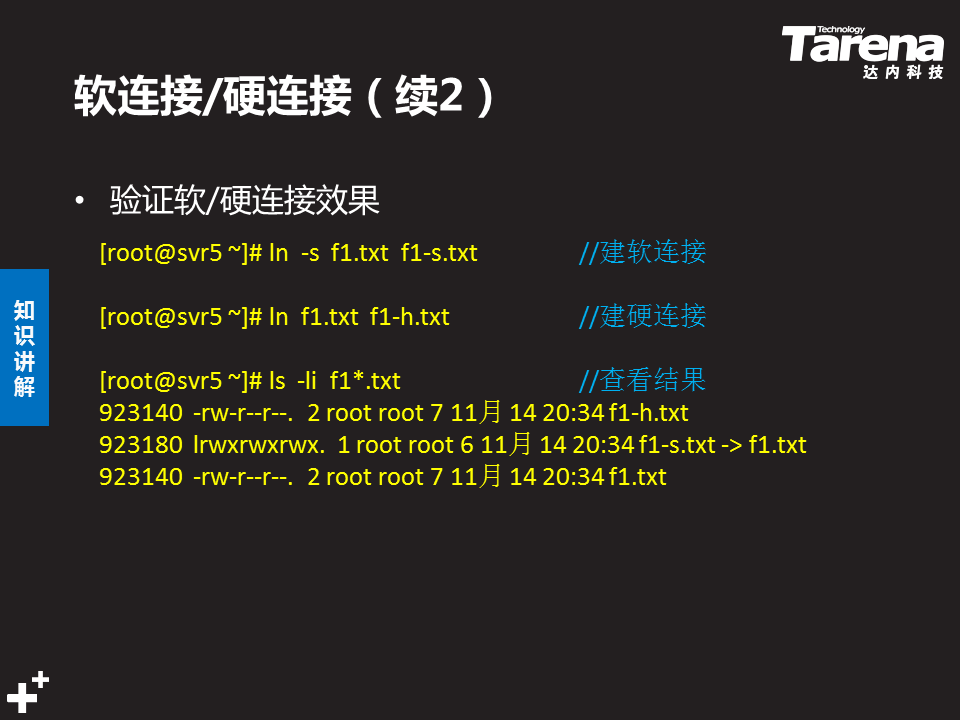 Technology
Tarena
达内科技
软连接/硬连接（续2）
• 验证软/硬连接效果
[root@svr5 ~]# ln  -s  f1.txt  f1-s.txt //建软连接
[root@svr5 ~]# ln  f1.txt  f1-h.txt //建硬连接
[root@svr5 ~]# ls  -li  f1*.txt //查看结果
923140  -rw-r--r--.  2 root root 7 11月 14 20:34 f1-h.txt
923180  lrwxrwxrwx.  1 root root 6 11月 14 20:34 f1-s.txt -> f1.txt
923140  -rw-r--r--.  2 root root 7 11月 14 20:34 f1.txt
知识讲解